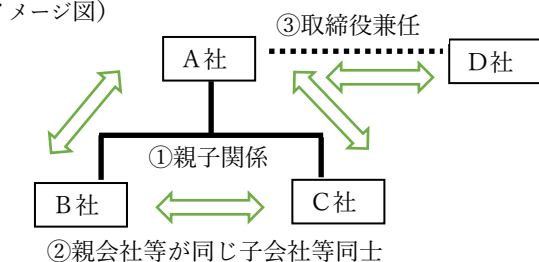 イメージ図）
③取締役兼任
Ａ社
Ｄ社
①親子関係
Ｂ社
Ｃ社
②親会社等が同じ子会社等同士